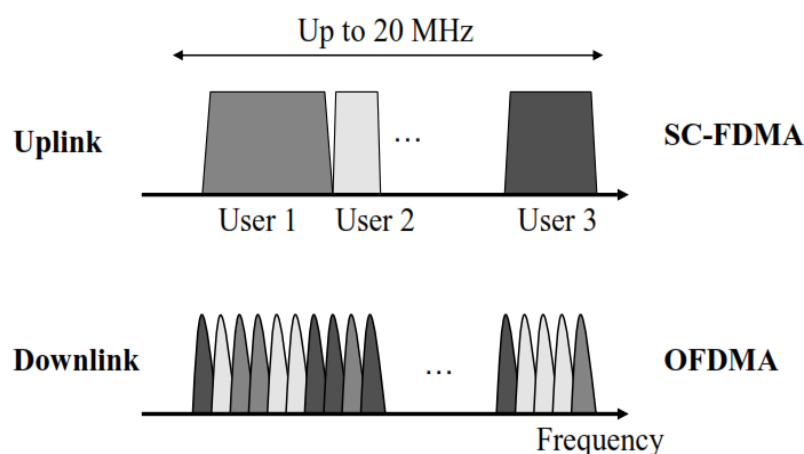 Up to 20 MHz
Uplink
...
SC-FDMA
User 1 User 2 User 3
Downlink
...
OFDMA
Frequency